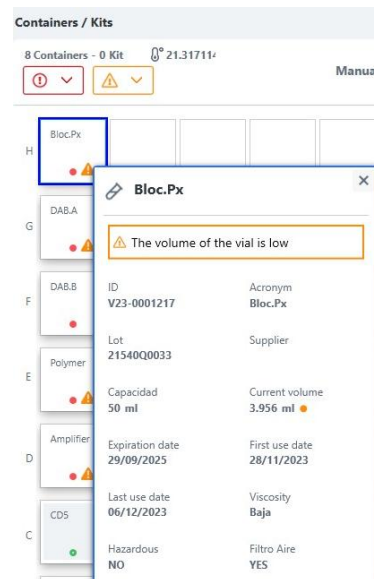 Containers / Kits
8 Containers - 0 Kit 21.31711
Manua
H
Bloc.Px
Bloc.Px
G
DAB.A
The volume of the vial is low
F
DAB.B
ID
Acronym
V23-0001217
Bloc.Px
Lot
Supplier
21540Q0033
E
Polymer
Capacidad
Current volume
50 ml
3.956 ml
D
Amplifier
Expiration date
First use date
29/09/2025
28/11/2023
Last use date
Viscosity
06/12/2023
Baja
C
CDS
Hazardous
Filtro Aire
NO
YES